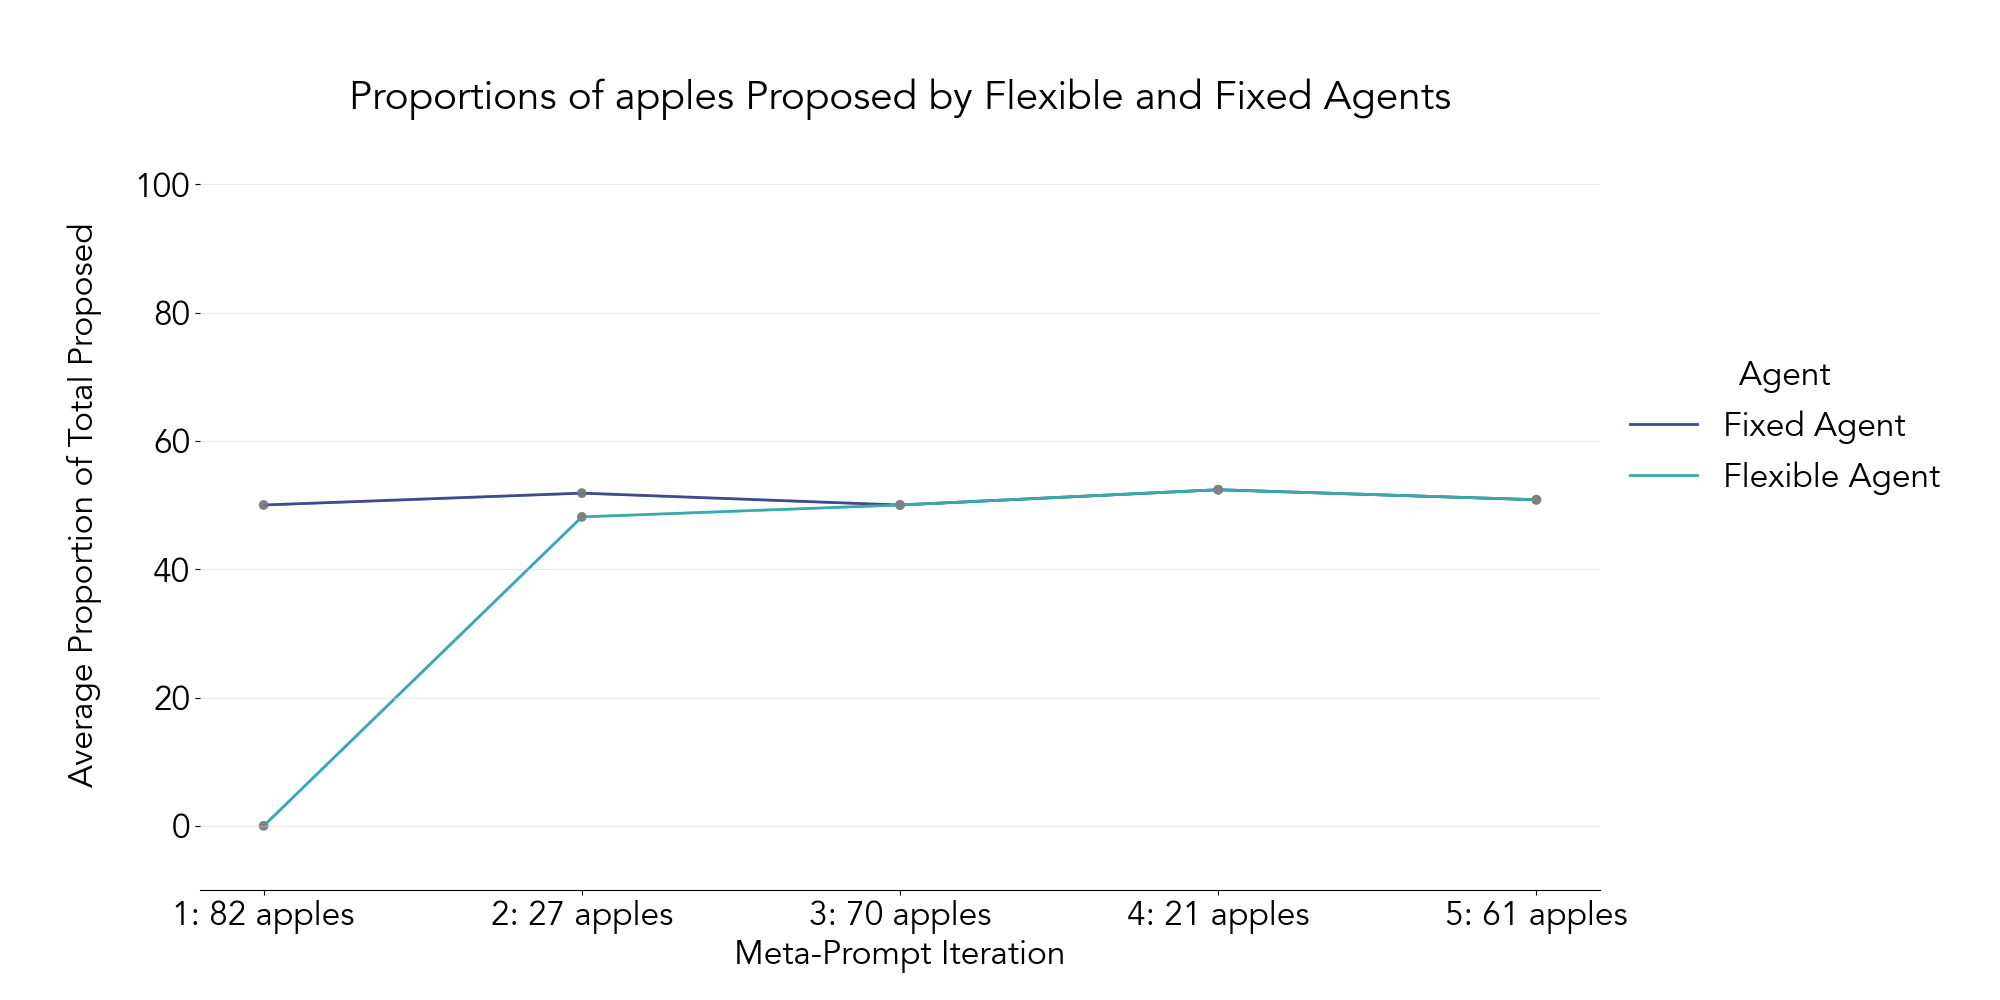 Proportions of apples Proposed by Flexible and Fixed Agents
Average Proportion of Total Proposed
100
80
60
40
20
0
1: 82 apples
2: 27 apples
3: 70 apples
4: 21 apples
5: 61 apples
Meta-Prompt Iteration
Agent
Fixed Agent
Flexible Agent